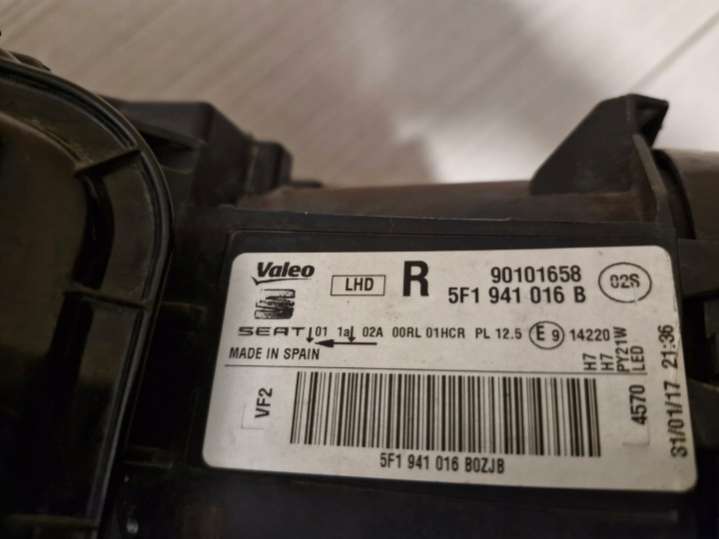 Valeo LHD R 90101658
5F1 941 016 B 02S
SEAT 01 1a 02A 00RL 01HCR PL 12.5 E9 14220
MADE IN SPAIN
H7
H7
PY21W
LED
4570
31/01/17 21:36
VF2
5F1 941 016 B0ZJB